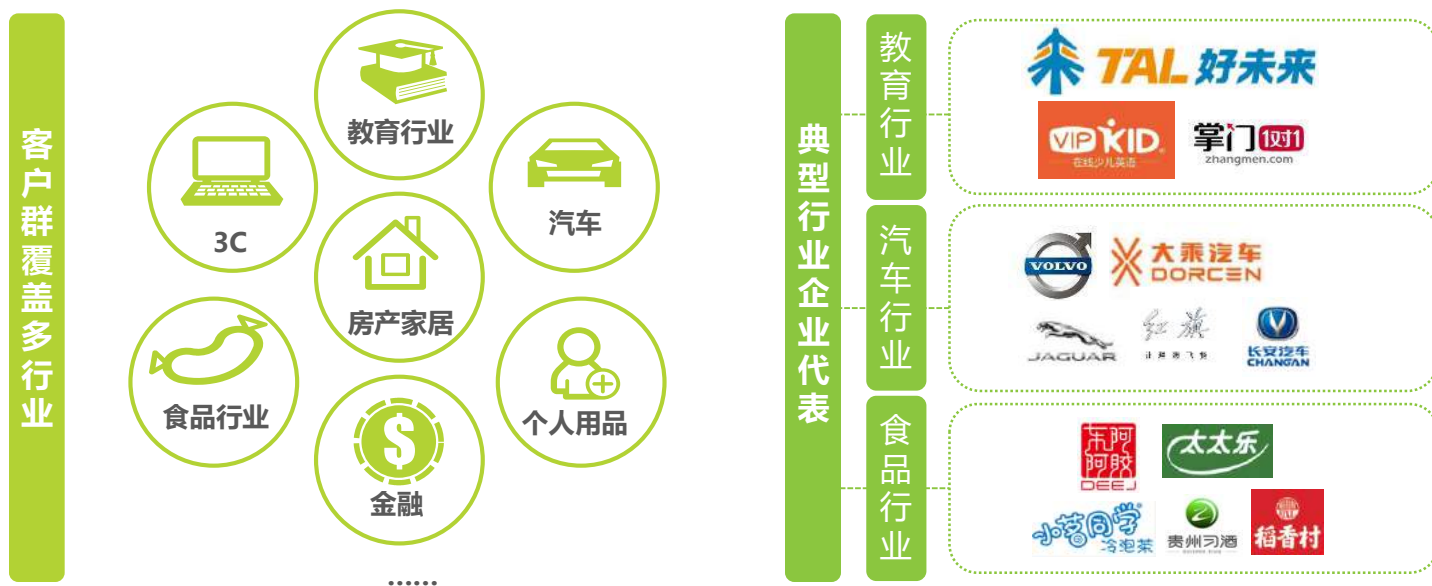 客户群覆盖多行业
教育行业
3C
汽车
房产家居
食品行业
个人用品
金融
......
典型行业企业代表
教育行业
TAL 好未来
VIPKID
在线少儿英语
掌门1对1
zhangmen.com
汽车行业
VOLVO
大乘汽车
DORCEN
JAGUAR
红旗
长安汽车
CHANGAN
食品行业
东阿阿胶
DEEJ
太太乐
小茗同学
冷泡茶
贵州习酒
稻香村